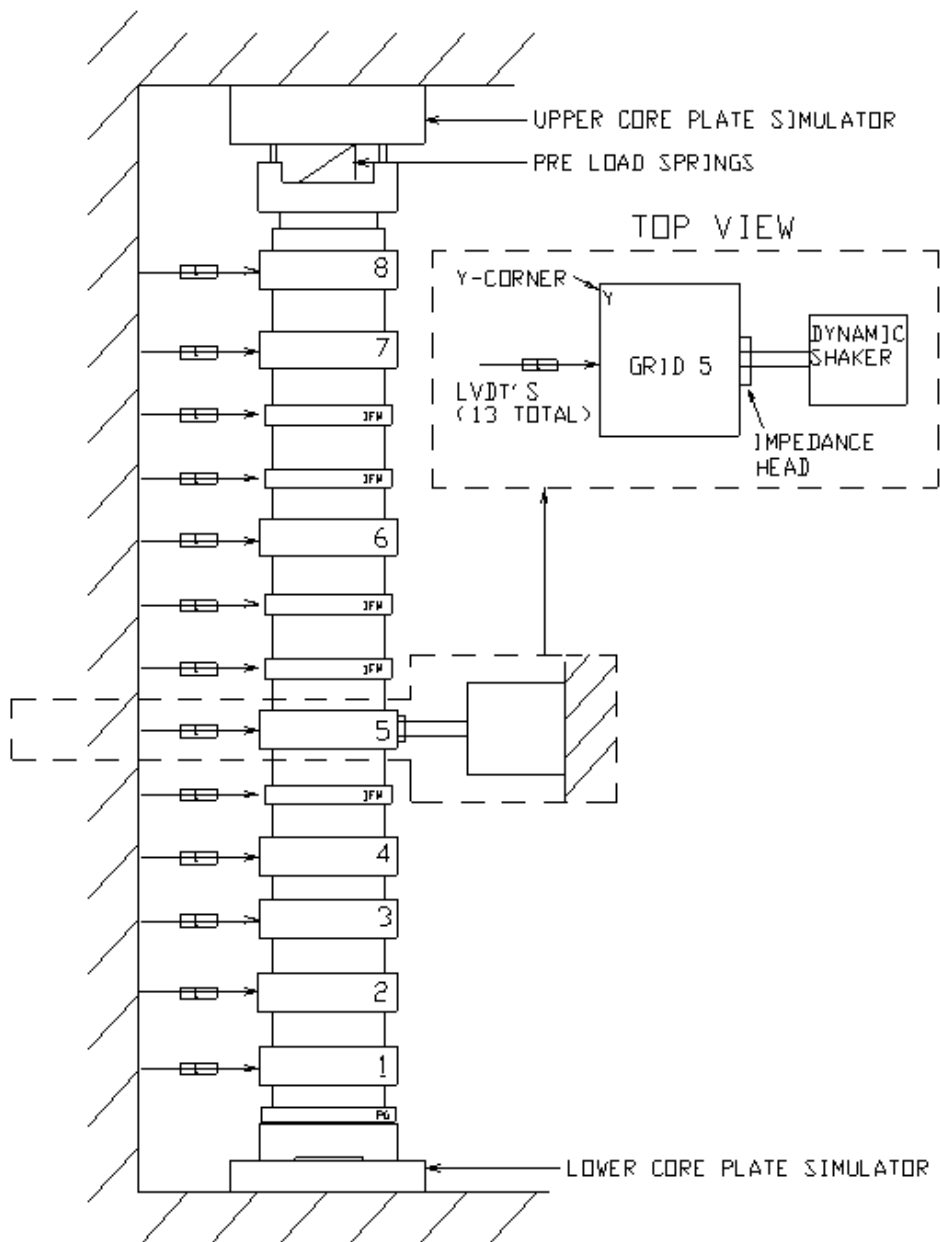 UPPER CORE PLATE SIMULATOR
PRE LOAD SPRINGS
TOP VIEW
8
Y-CORNER
Y
DYNAMIC
SHAKER
7
GRID 5
LVDT'S
(13 TOTAL)
IFM
IMPEDANCE
HEAD
IFM
6
IFM
IFM
5
IFM
4
3
2
1
PG
LOWER CORE PLATE SIMULATOR